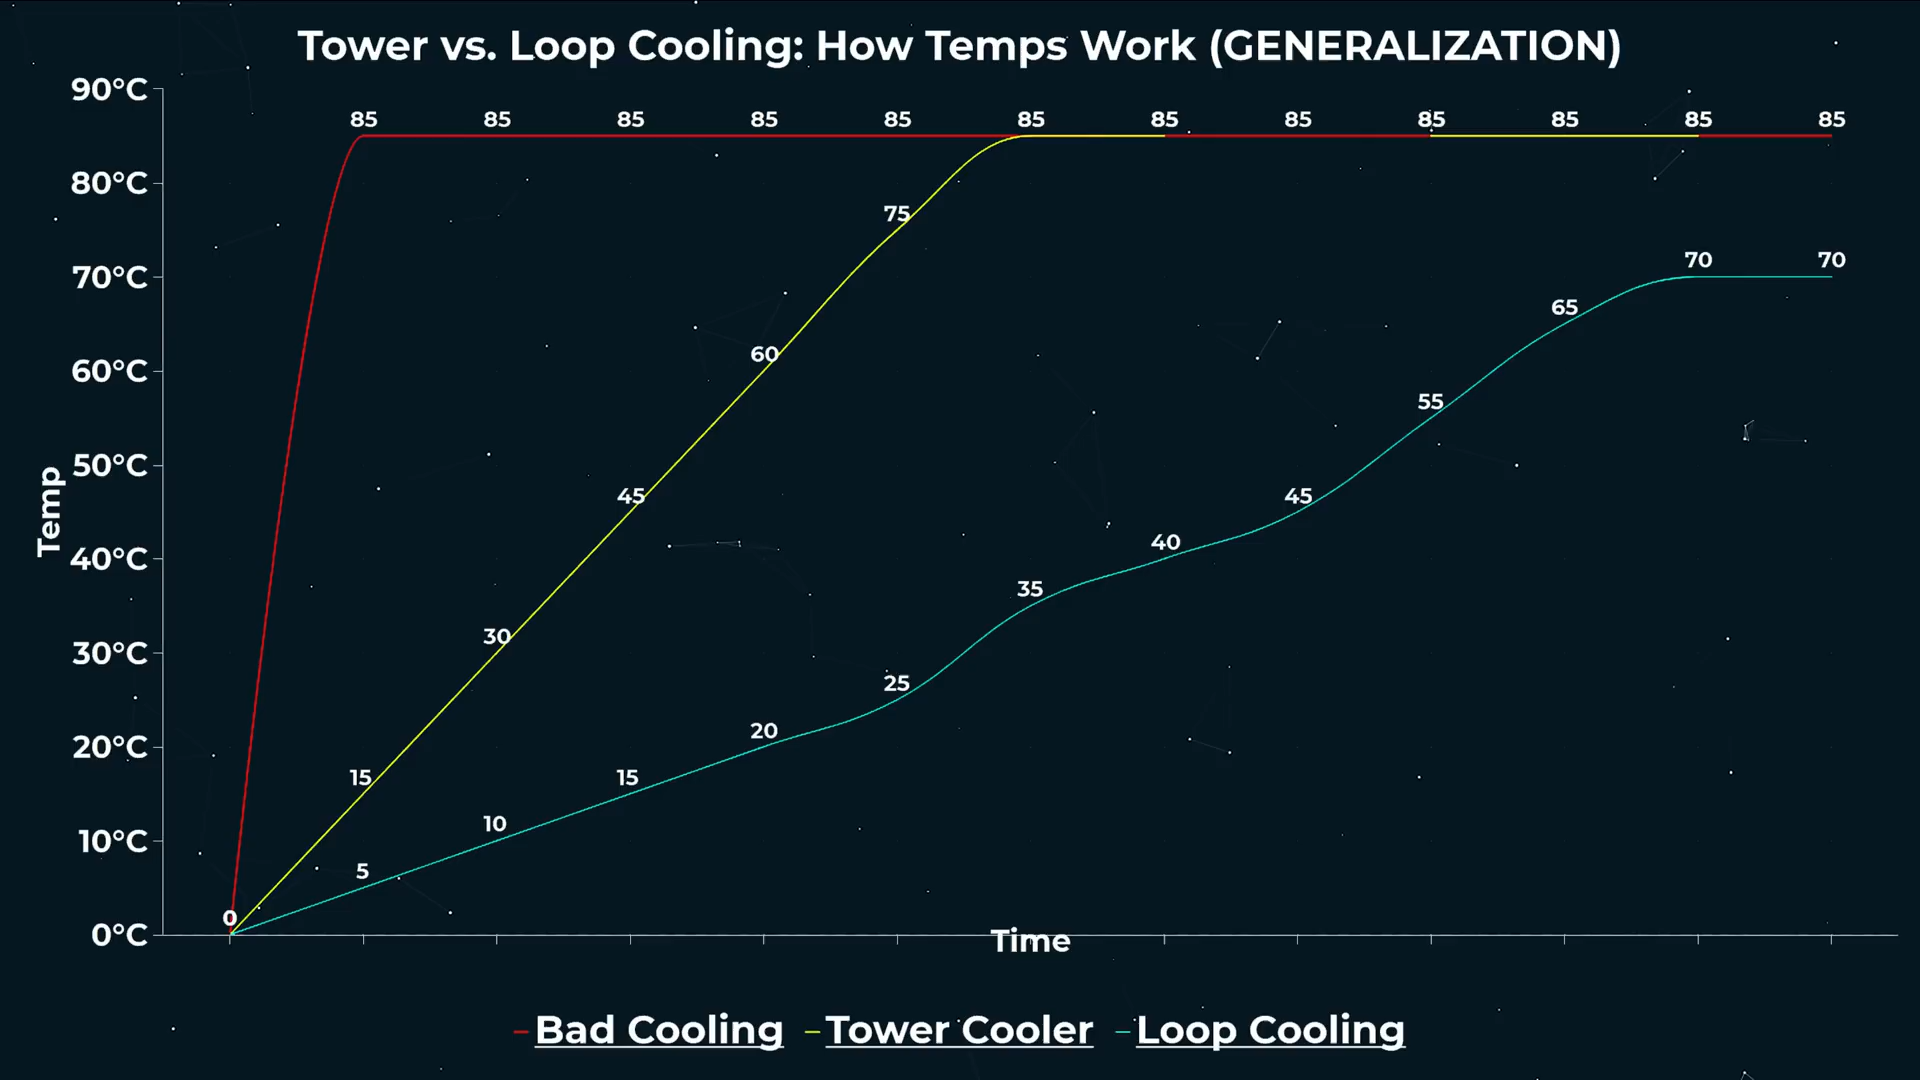 Tower vs. Loop Cooling: How Temps Work (GENERALIZATION)
90°C
85 85 85 85 85 85 85 85 85 85 85 85
80°C
75
70°C
70 70
65
60°C
60
55
50°C
45 45
Temp
40°C
40
35
30°C
30
25
20°C
20
15 15
10°C
10
5
0
0°C
Time
Bad Cooling Tower Cooler Loop Cooling